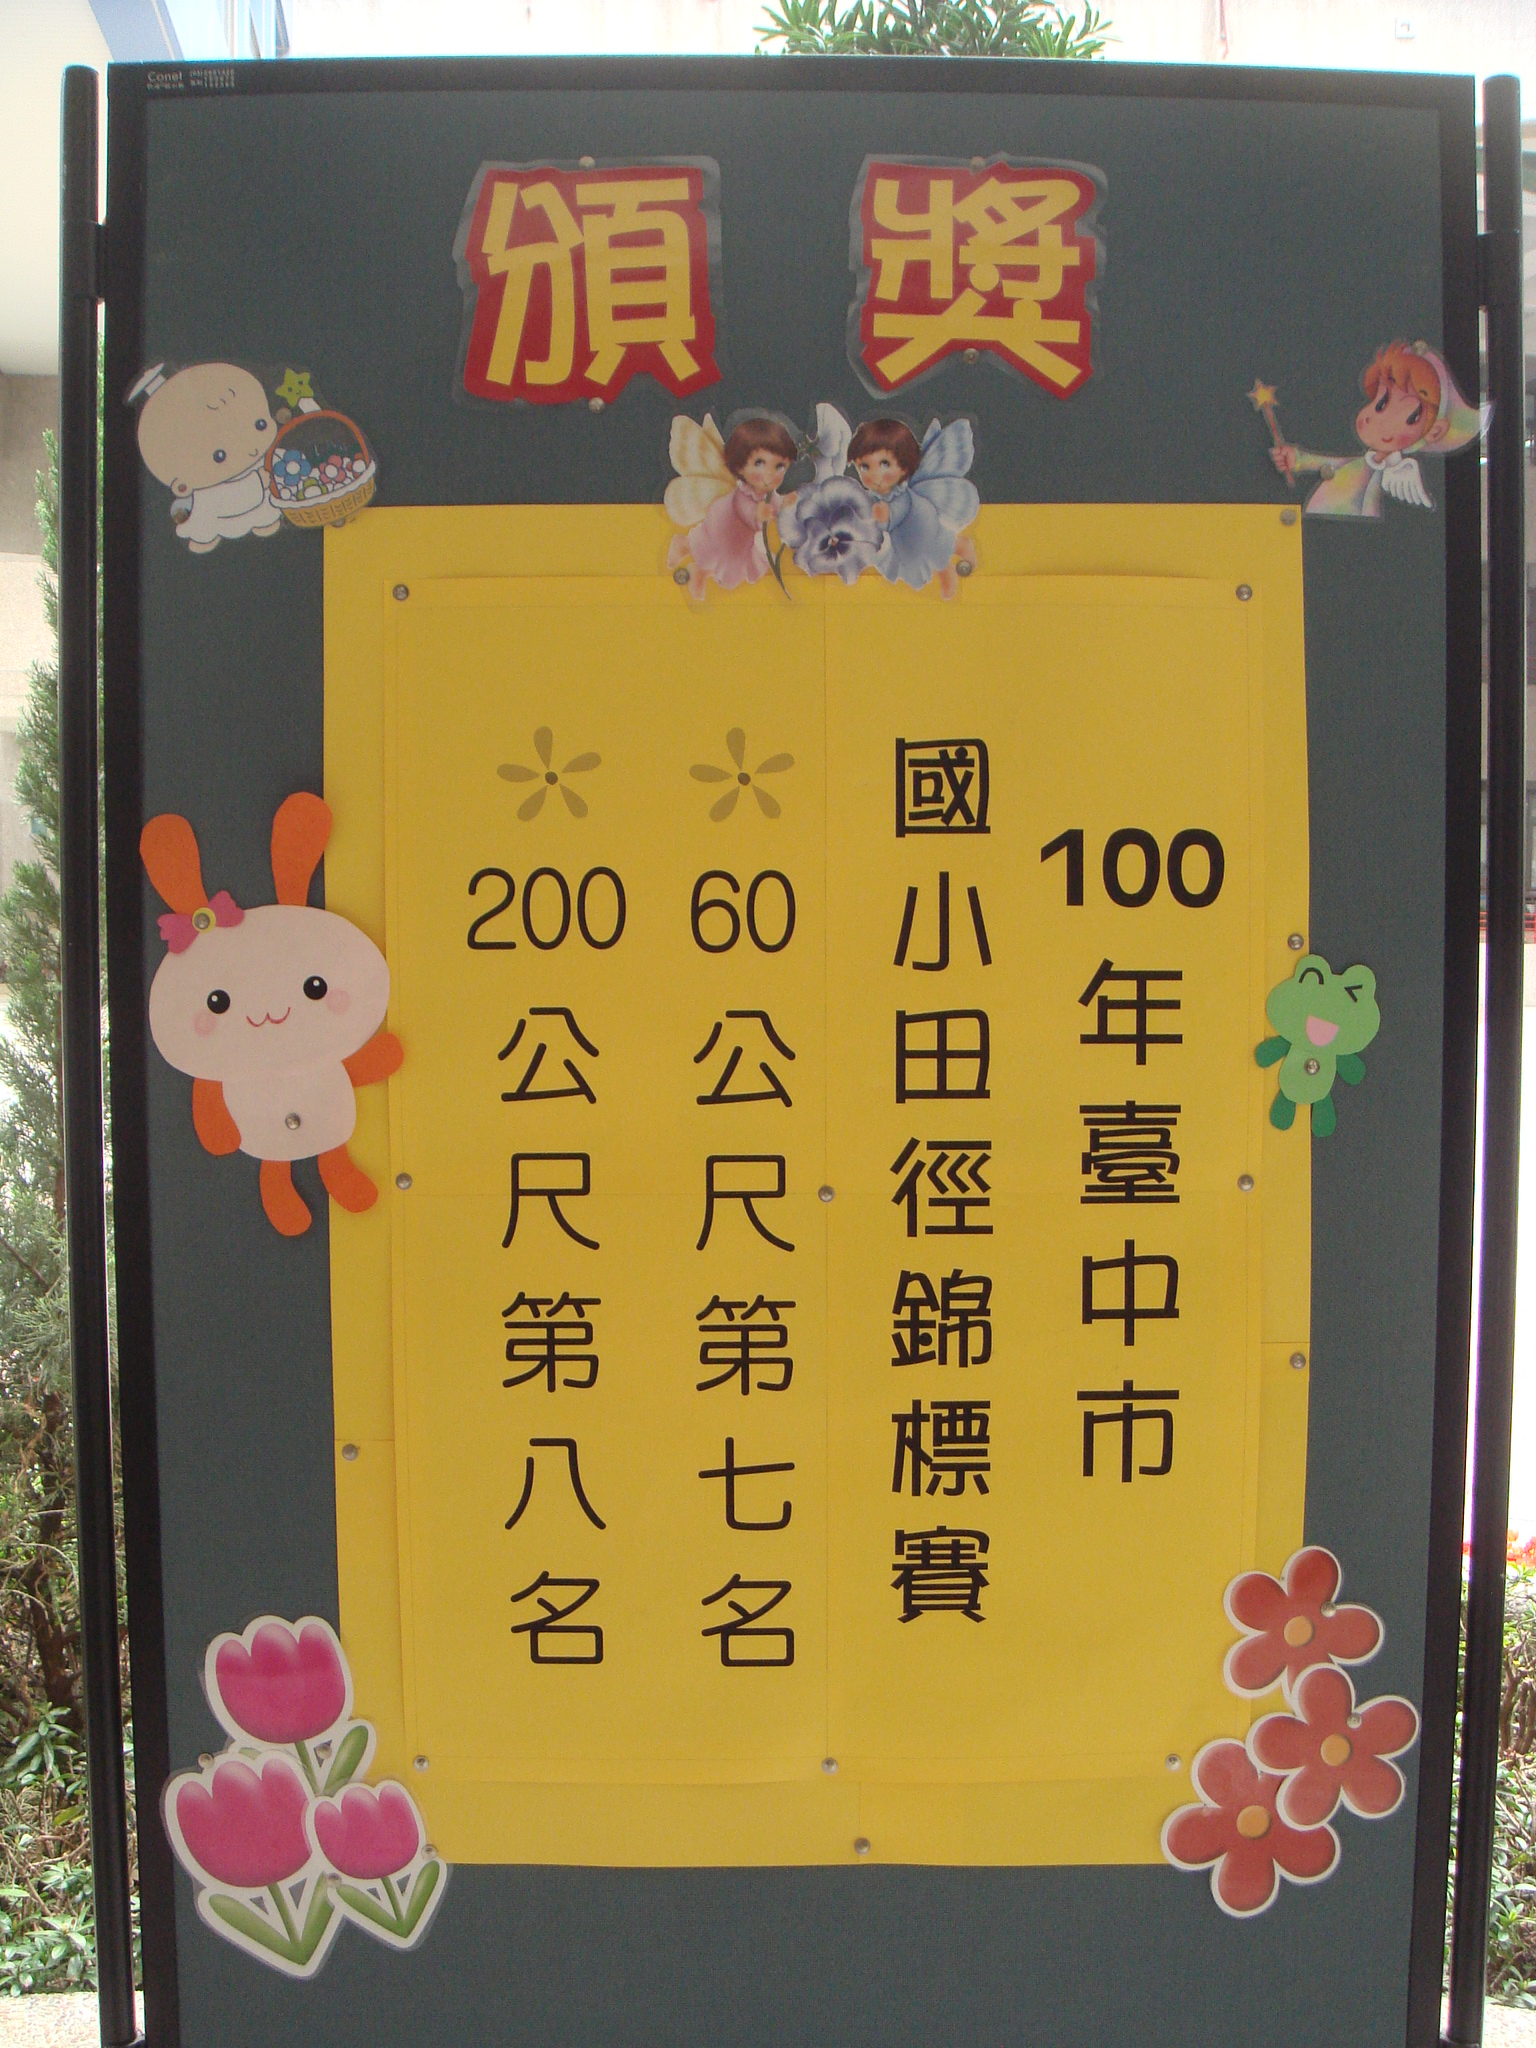 Conet
頒獎
100年臺中市
國小田徑錦標賽
60公尺第七名
200公尺第八名